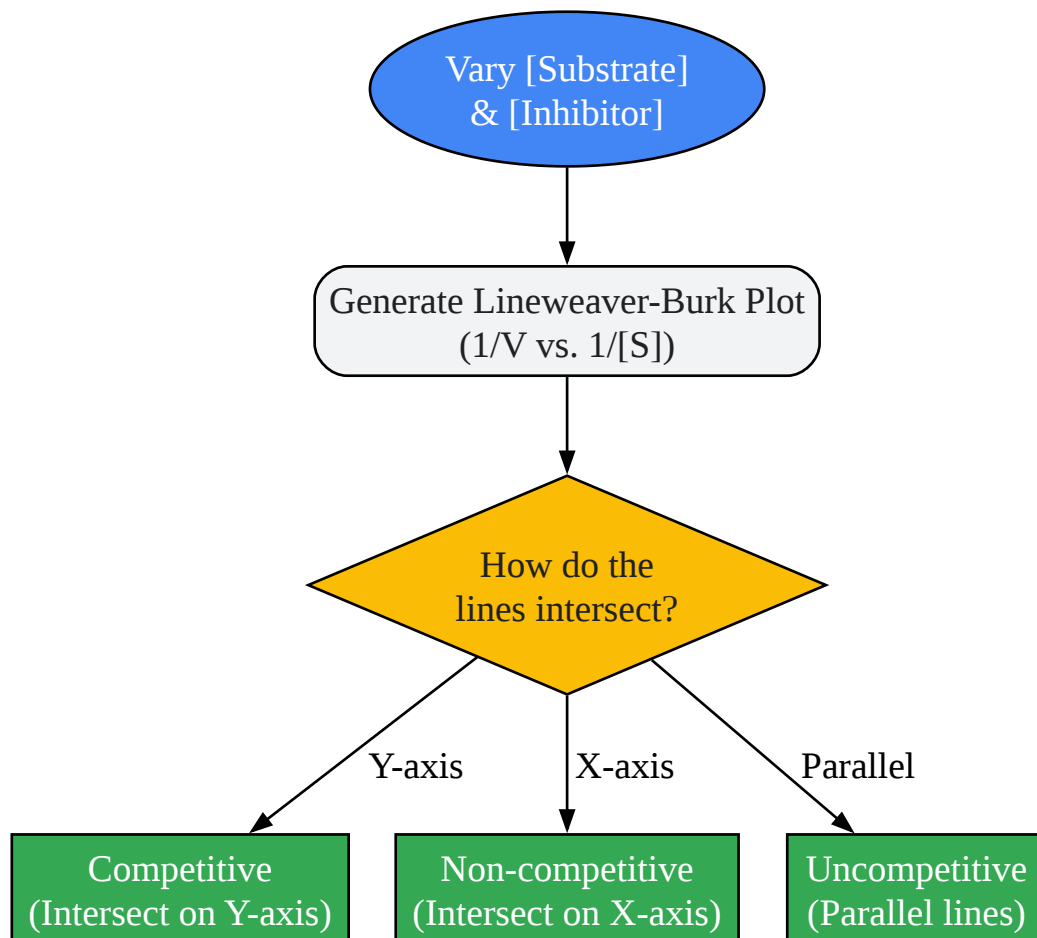 Vary [Substrate]
& [Inhibitor]
Generate Lineweaver-Burk Plot
(1/V vs. 1/[S])
How do the
lines intersect?
Y-axis
X-axis
Parallel
Competitive
(Intersect on Y-axis)
Non-competitive
(Intersect on X-axis)
Uncompetitive
(Parallel lines)